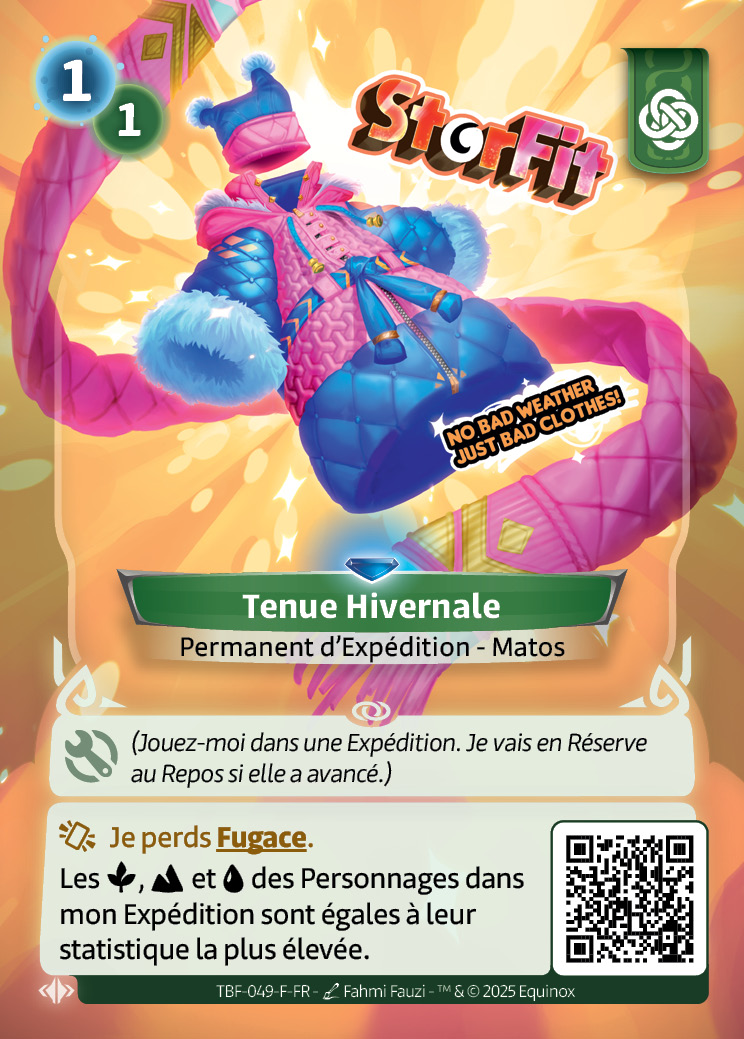 1
1
StarFit
NO BAD WEATHER
JUST BAD CLOTHES!
Tenue Hivernale
Permanent d'Expédition - Matos
(Jouez-moi dans une Expédition. Je vais en Réserve
au Repos si elle a avancé.)
Je perds Fugace.
Les , et des Personnages dans
mon Expédition sont égales à leur
statistique la plus élevée.
TBF-049-F-FR - Fahmi Fauzi - ™ & © 2025 Equinox